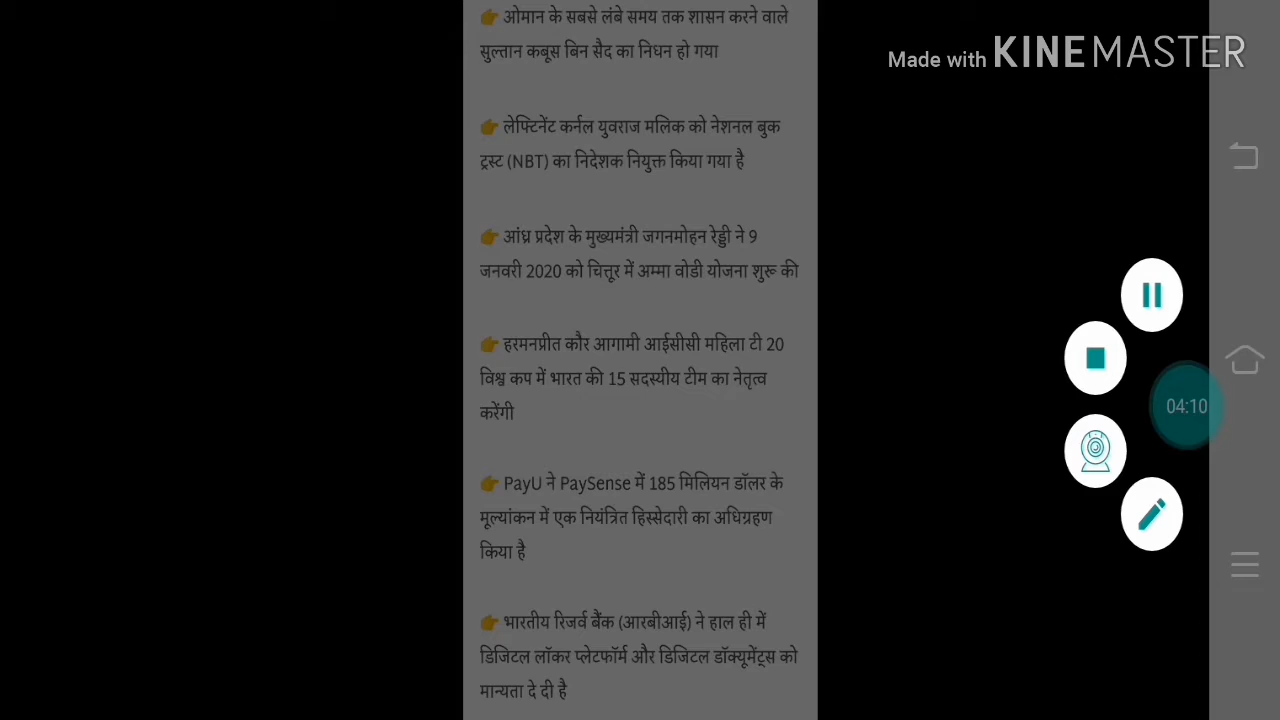 👉 ओमान के सबसे लंबे समय तक शासन करने वाले
सुल्तान कबूस बिन सैद का निधन हो गया
👉 लेफ्टिनेंट कर्नल युवराज मलिक को नेशनल बुक
ट्रस्ट (NBT) का निदेशक नियुक्त किया गया है
👉 आंध्र प्रदेश के मुख्यमंत्री जगनमोहन रेड्डी ने 9
जनवरी 2020 को चित्तूर में अम्मा वोडी योजना शुरू की
👉 हरमनप्रीत कौर आगामी आईसीसी महिला टी 20
विश्व कप में भारत की 15 सदस्यीय टीम का नेतृत्व
करेंगी
👉 PayU ने PaySense में 185 मिलियन डॉलर के
मूल्यांकन में एक नियंत्रित हिस्सेदारी का अधिग्रहण
किया है
👉 भारतीय रिजर्व बैंक (आरबीआई) ने हाल ही में
डिजिटल लॉकर प्लेटफॉर्म और डिजिटल डॉक्यूमेंट्स को
मान्यता दे दी है
Made with KINEMASTER
04:10